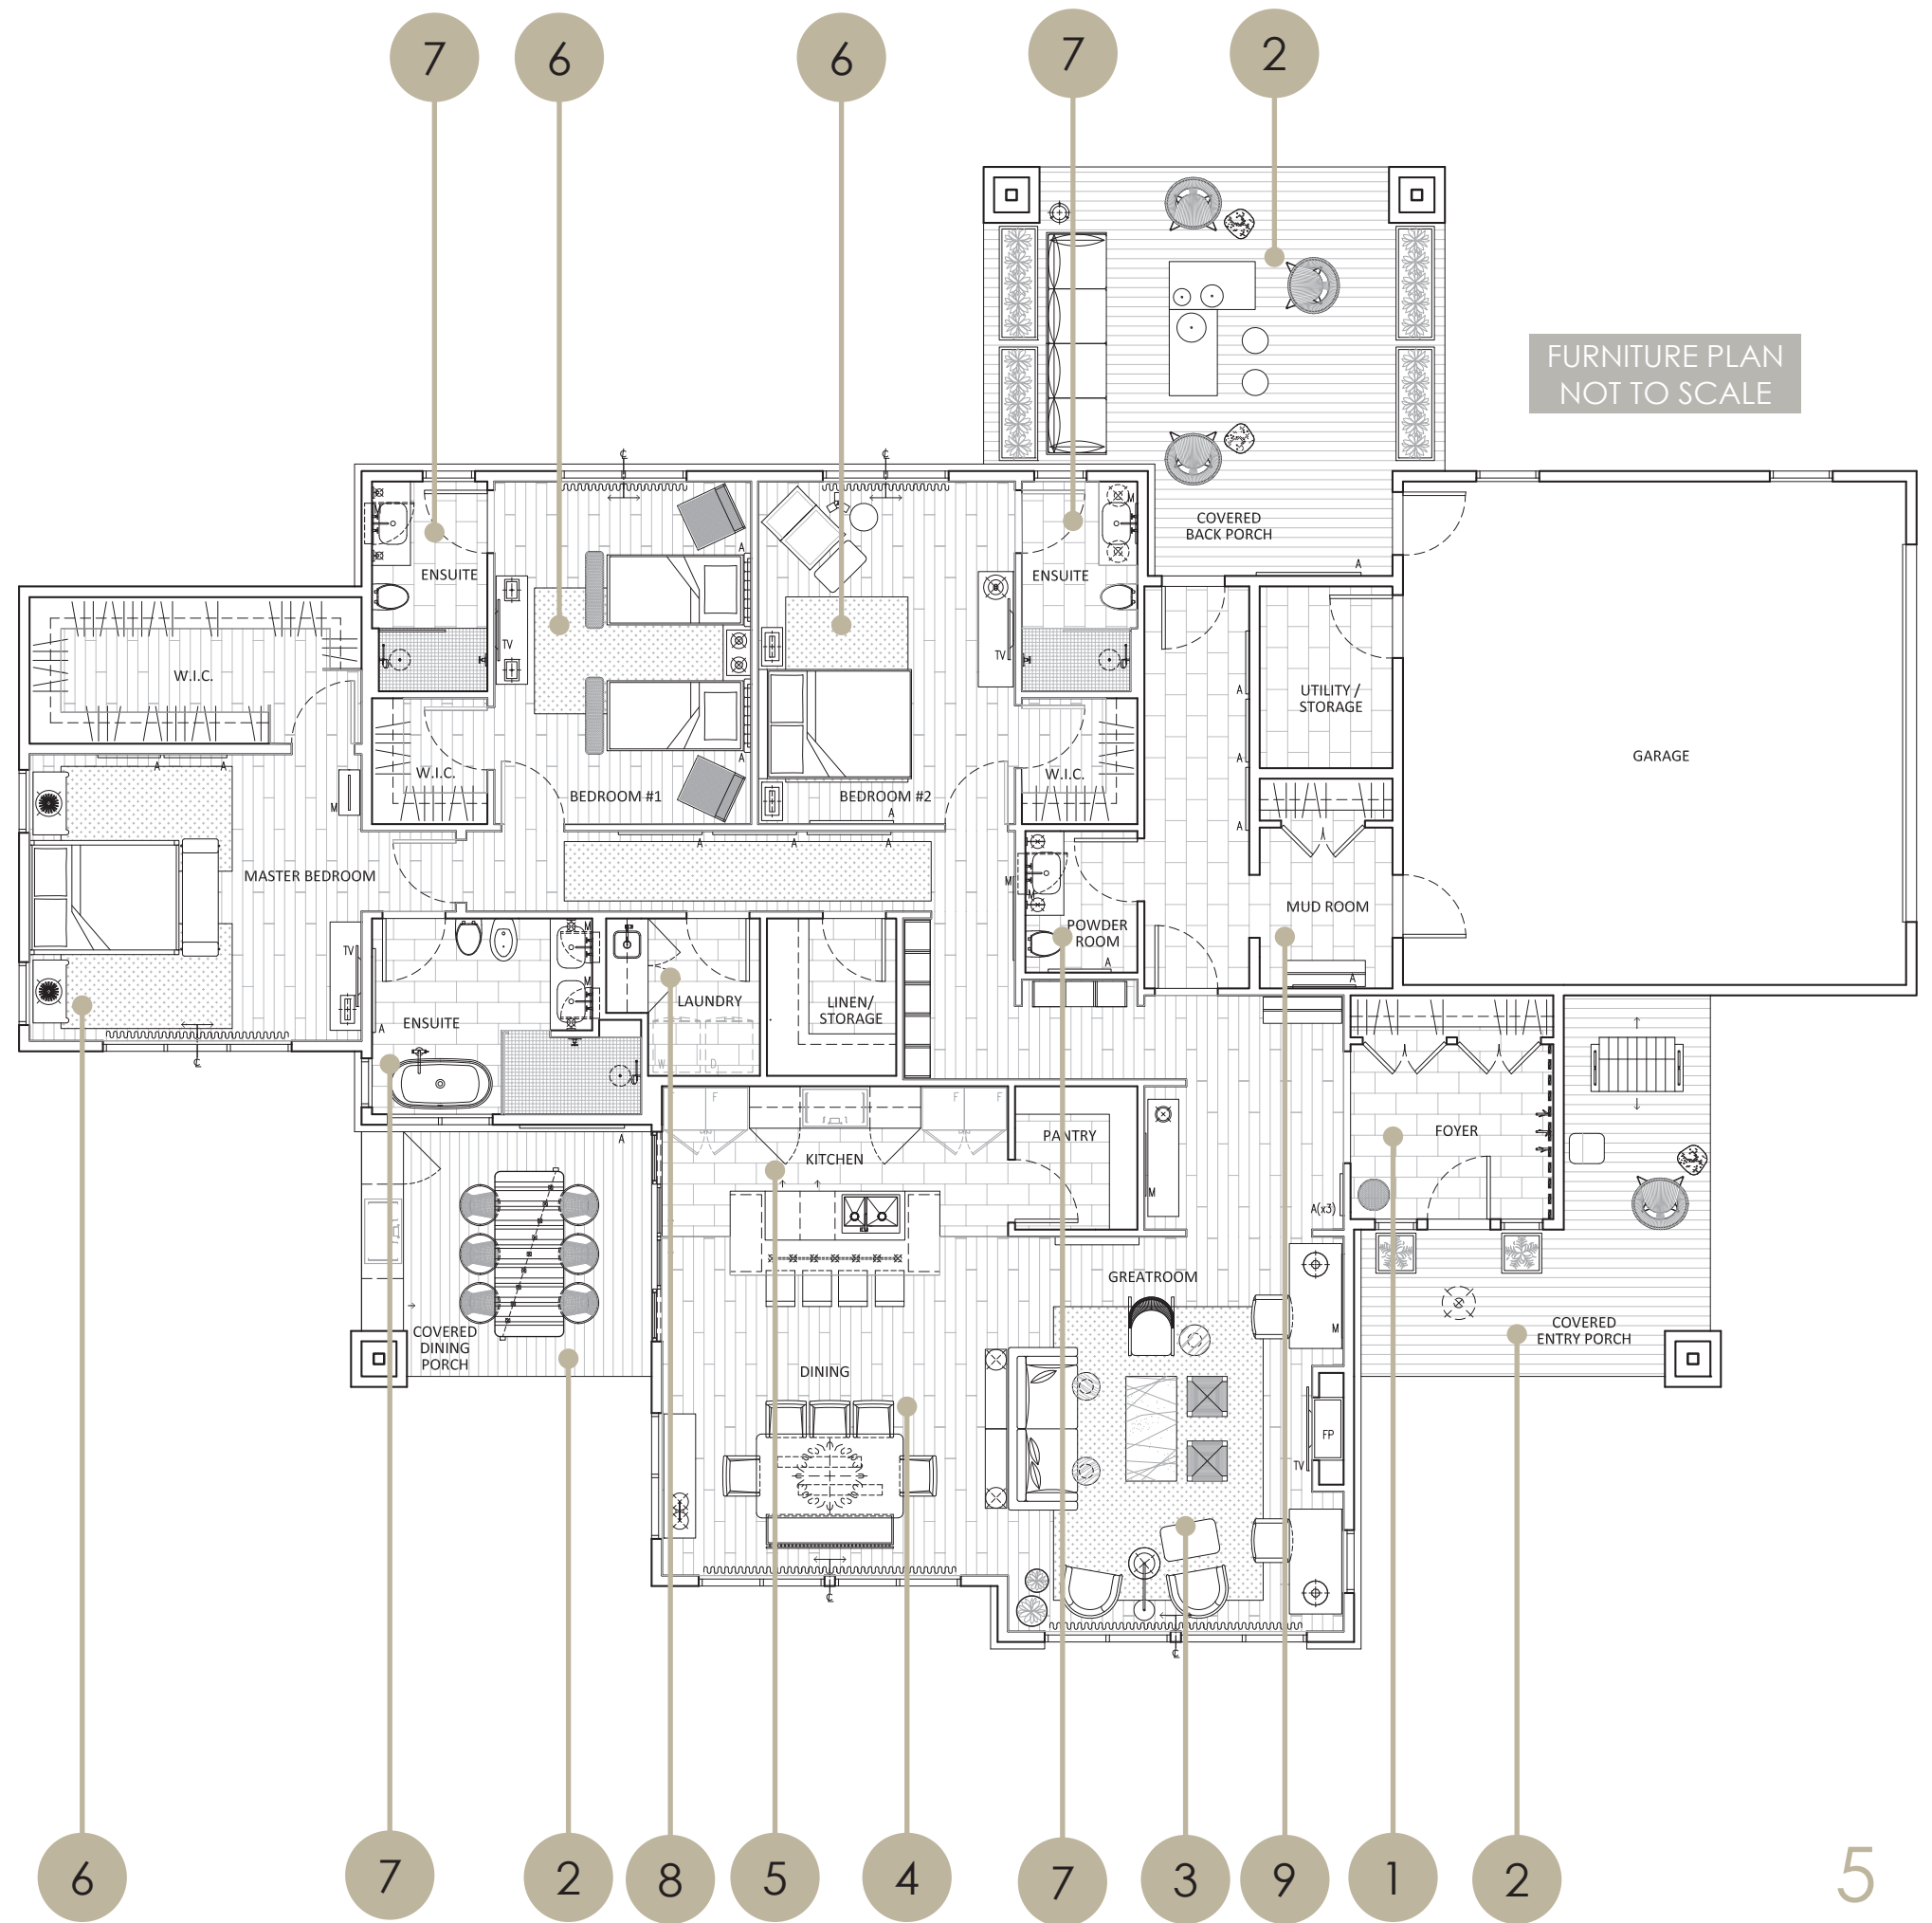 7
6
6
7
2
FURNITURE PLAN
NOT TO SCALE
COVERED
BACK PORCH
A
M
ENSUITE
A
ENSUITE
TV
TV
W.I.C.
UTILITY /
STORAGE
A
A
A
A
GARAGE
W.I.C.
W.I.C.
A
A
M
BEDROOM #1
BEDROOM #2
A
A
A
A
MASTER BEDROOM
M
M
MUD ROOM
POWDER
ROOM
A
A
TV
A
M
M
ENSUITE
LAUNDRY
LINEN/
STORAGE
W
D
F
F
F
FOYER
PANTRY
KITCHEN
A
M
A(x3)
GREATROOM
M
COVERED
ENTRY PORCH
COVERED
DINING
PORCH
DINING
FP
TV
6
7
2
8
5
4
7
3
9
1
2
5